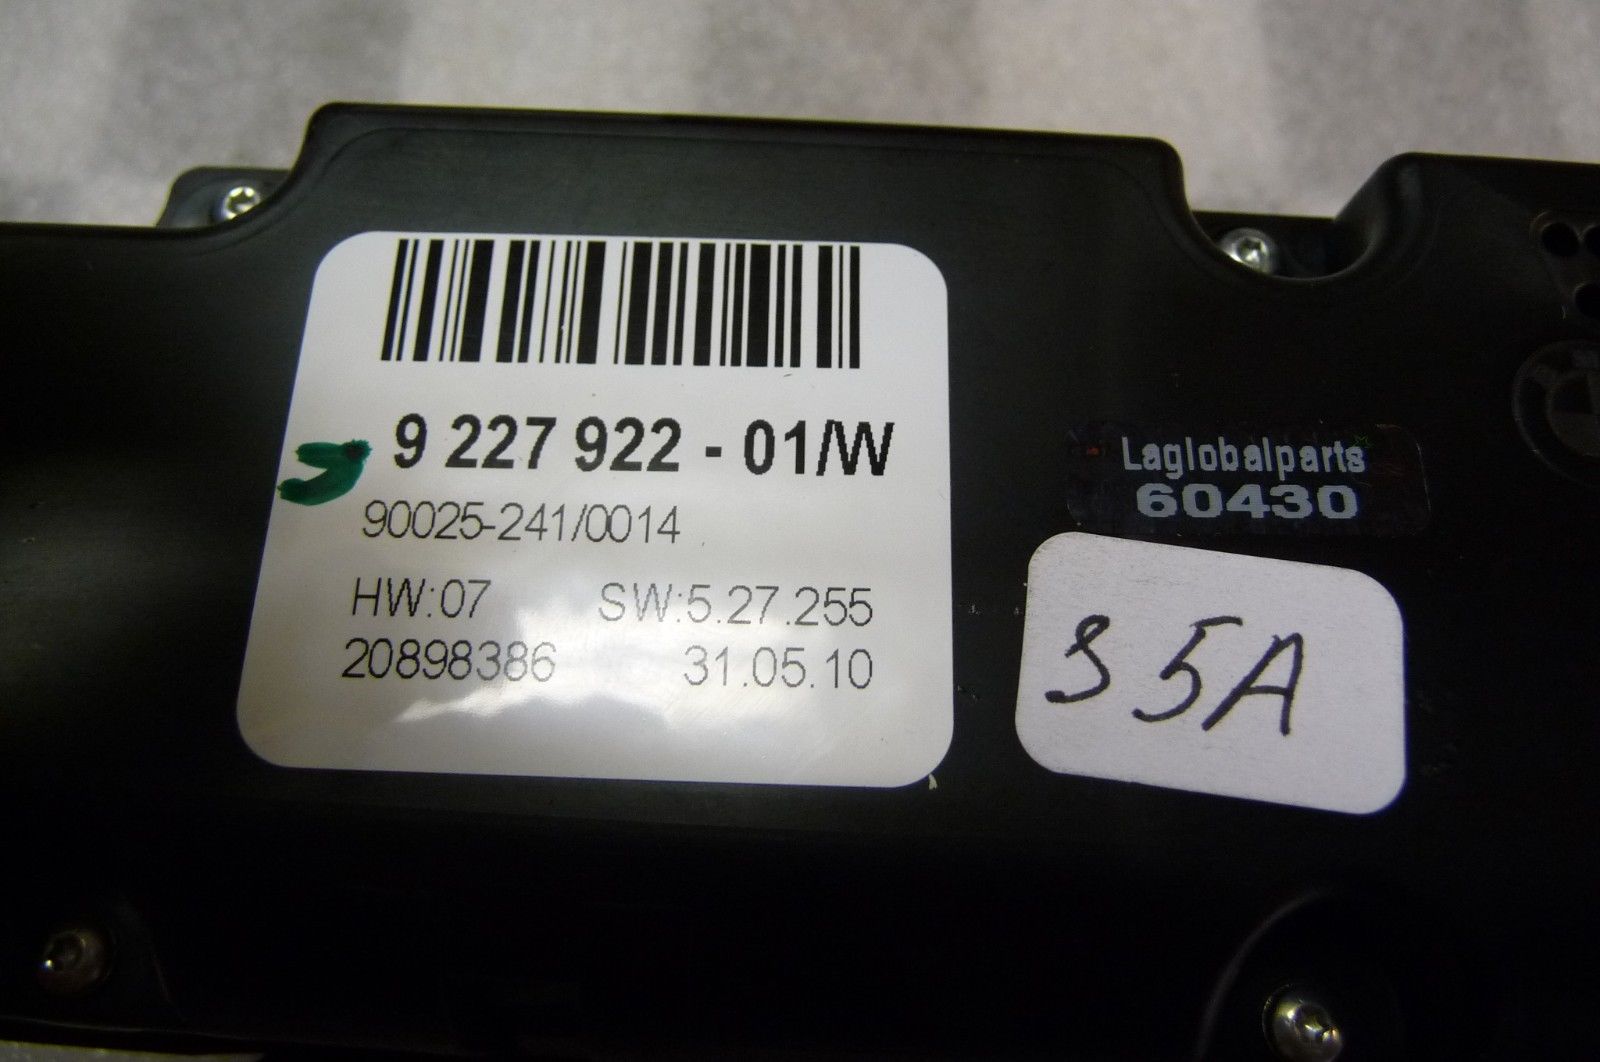 9 227 922 - 01/W
90025-241/0014
HW:07 SW:5.27.255
20898386 31.05.10
Laglobalparts
60430
S5A